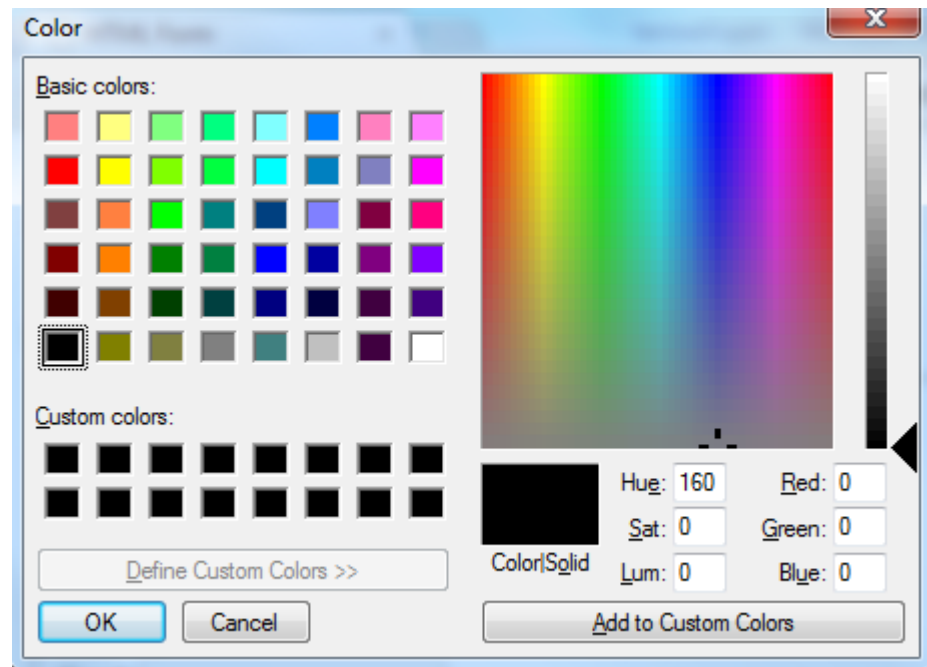 Color
Basic colors:
Custom colors:
Define Custom Colors >>
OK Cancel
Hue: 160 Red: 0
Sat: 0 Green: 0
Color|Solid
Lum: 0 Blue: 0
Add to Custom Colors